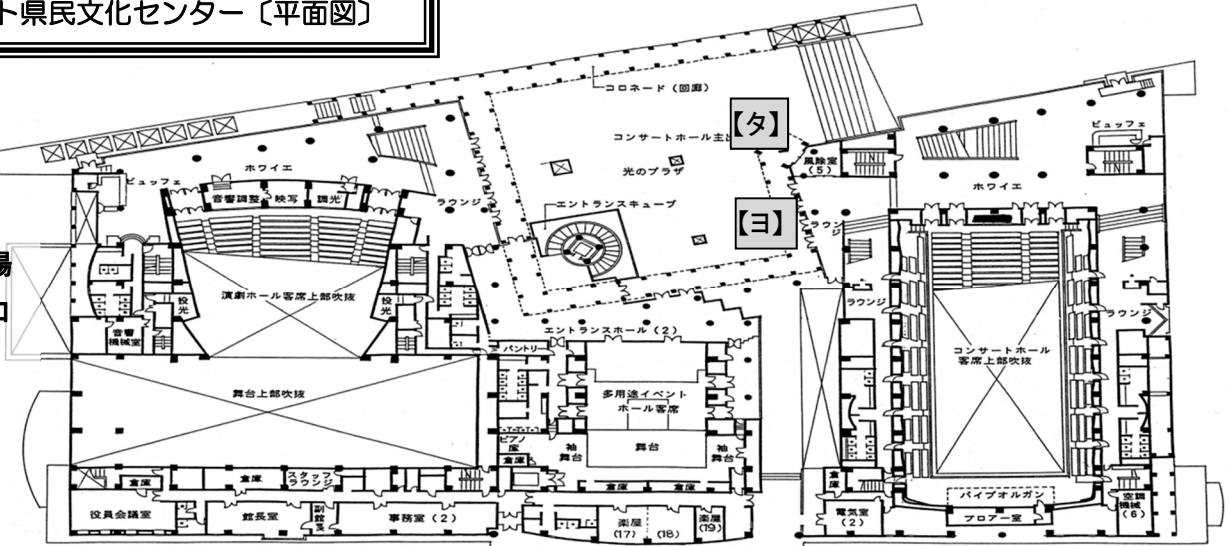 ト県民文化センター〔平面図〕
コロネード（回廊）
【タ】
コンサートホール主出
光のプラザ
風除室
(5)
ビュッフェ
ホワイエ
ホワイエ
ビュッフェ
音響調整
映写
調光
ラウンジ
エントランスキューブ
【ヨ】
ラウンジ
場
口
演劇ホール客席上部吹抜
投光
投光
音響
機械室
エントランスホール（2）
ラウンジ
ラウンジ
パントリー
コンサートホール
客席上部吹抜
舞台上部吹抜
多用途イベント
ホール客席
ピアノ庫
倉庫
袖舞台
舞台
袖舞台
倉庫
倉庫
スタッフラウンジ
倉庫
倉庫
倉庫
パイプオルガン
役員会議室
館長室
副館長
事務室（2）
楽屋
(17)
(18)
楽屋
(19)
電気室
(2)
ブロアー室
空調
機械
(6)